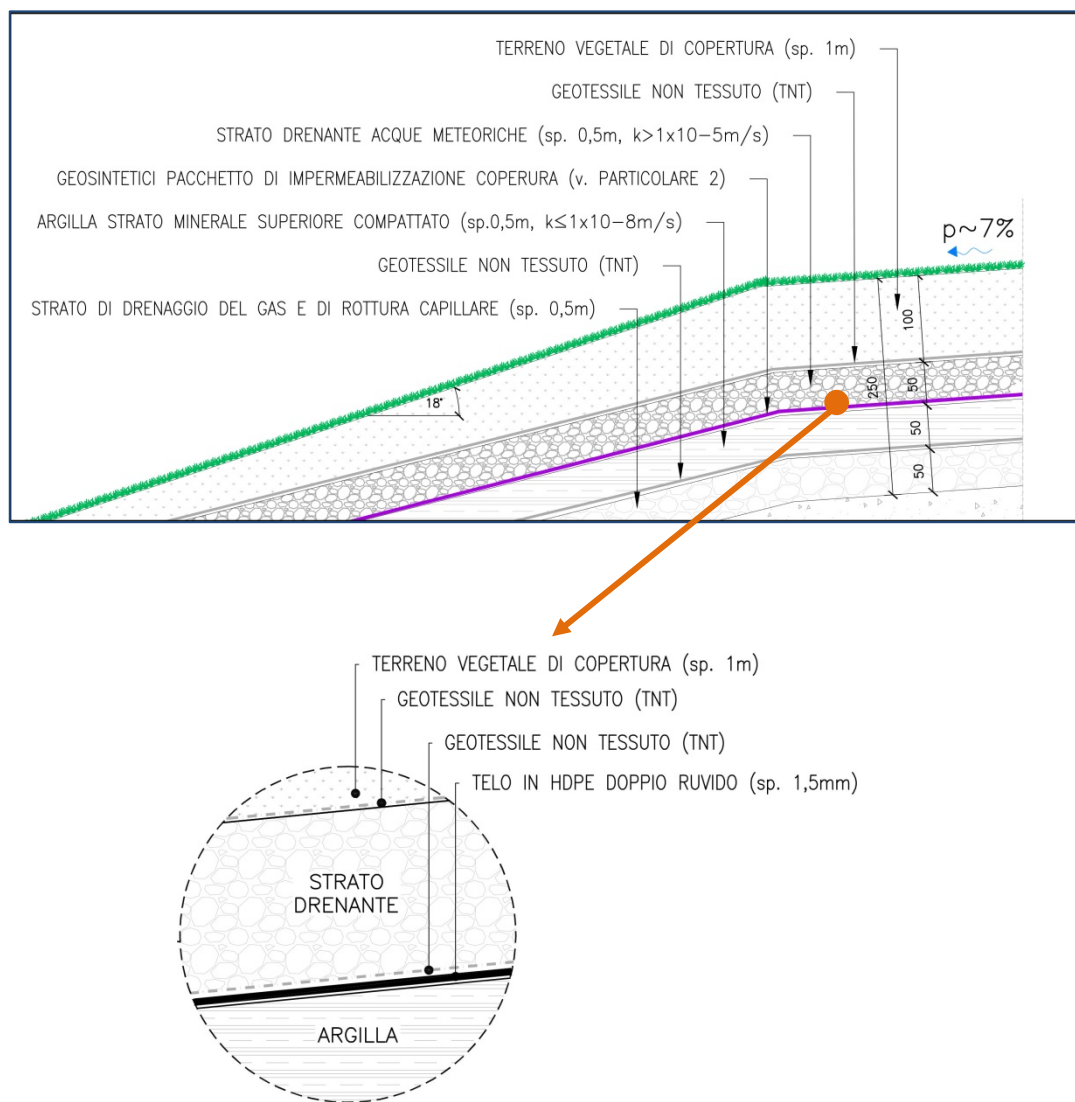 TERRENO VEGETALE DI COPERTURA (sp. 1m)
GEOTESSILE NON TESSUTO (TNT)
STRATO DRENANTE ACQUE METEORICHE (sp. 0,5m, k>1x10-5m/s)
GEOSINTETICI PACCHETTO DI IMPERMEABILIZZAZIONE COPERURA (v. PARTICOLARE 2)
ARGILLA STRATO MINERALE SUPERIORE COMPATTATO (sp.0,5m, k≤1x10-8m/s)
GEOTESSILE NON TESSUTO (TNT)
STRATO DI DRENAGGIO DEL GAS E DI ROTTURA CAPILLARE (sp. 0,5m)
p~7%
100
250
50
50
50
18°
TERRENO VEGETALE DI COPERTURA (sp. 1m)
GEOTESSILE NON TESSUTO (TNT)
GEOTESSILE NON TESSUTO (TNT)
TELO IN HDPE DOPPIO RUVIDO (sp. 1,5mm)
STRATO
DRENANTE
ARGILLA